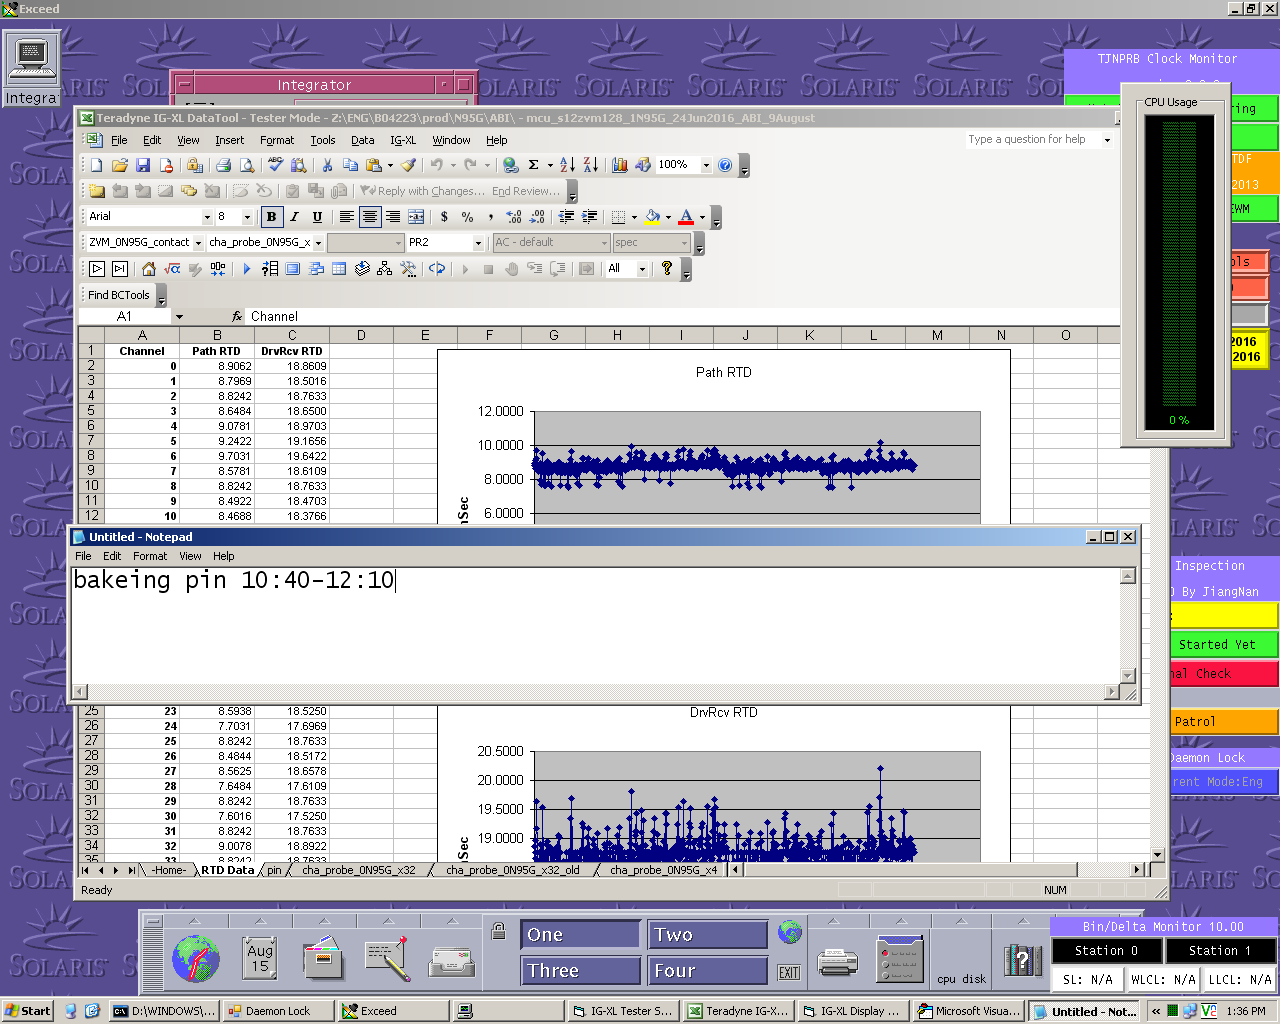 Exceed
Integra
Integrator
TJNPRB Clock Monitor
CPU Usage
0 %
ring
TDF
2013
EWM
2016
2016
Teradyne IG-XL DataTool - Tester Mode - Z:\ENG\B04223\prod\N95G\ABI\ - mcu_s12zvm128_1N95G_24Jun2016_ABI_9August
File Edit View Insert Format Tools Data IG-XL Window Help
Type a question for help
100%
Reply with Changes... End Review...
Arial 8 B I U $ % ,
ZVM_0N95G_contact cha_probe_0N95G_x PR2 AC - default spec
All
Find BCTools
A1 fx Channel
A B C D E F G H I J K L M N O
1 Channel Path RTD DrvRcv RTD
2 0 8.9062 18.8609
3 1 8.7969 18.5016
4 2 8.8242 18.7633
5 3 8.6484 18.6500
6 4 9.0781 18.9703
7 5 9.2422 19.1656
8 6 9.7031 19.6422
9 7 8.5781 18.6109
10 8 8.8242 18.7633
11 9 8.4922 18.4703
12 10 8.4688 18.3766
Path RTD
12.0000
10.0000
8.0000
6.0000
nSec
Untitled - Notepad
File Edit Format View Help
bakeing pin 10:40-12:10
Inspection
By JiangNan
Started Yet
nal Check
Patrol
Daemon Lock
rent Mode:Eng
25 23 8.5938 18.5250
26 24 7.7031 17.6969
27 25 8.8242 18.7633
28 26 8.4844 18.5172
29 27 8.5625 18.6578
30 28 7.6484 17.6109
31 29 8.8242 18.7633
32 30 7.6016 17.5250
33 31 8.8242 18.7633
34 32 9.0078 18.8922
35 33 8.8242 18.7633
DrvRcv RTD
20.5000
20.0000
19.5000
19.0000
nSec
-Home- RTD Data pin cha_probe_0N95G_x32 cha_probe_0N95G_x32_old cha_probe_0N95G_x4
Ready
NUM
Aug
15
One
Two
Three
Four
EXIT
cpu disk
Bin/Delta Monitor 10.00
Station 0 Station 1
SL: N/A WLCL: N/A LLCL: N/A
SOLARIS
Start
D:\WINDOWS\...
Daemon Lock
Exceed
IG-XL Tester S...
Teradyne IG-X...
IG-XL Display ...
Microsoft Visua...
Untitled - Not...
1:36 PM